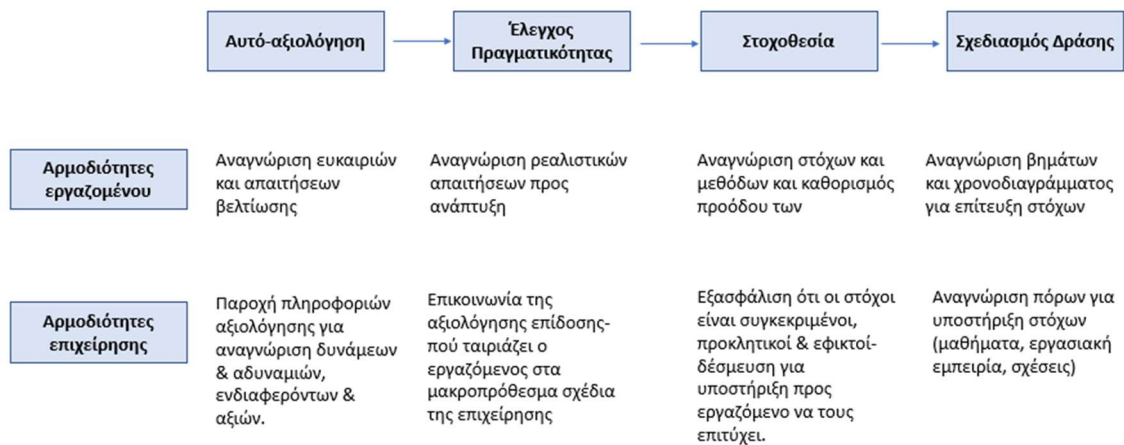 Αυτό-αξιολόγηση
Έλεγχος
Πραγματικότητας
Στοχοθεσία
Σχεδιασμός Δράσης
Αρμοδιότητες
εργαζομένου
Αναγνώριση ευκαιριών
και απαιτήσεων
βελτίωσης
Αναγνώριση ρεαλιστικών
απαιτήσεων προς
ανάπτυξη
Αναγνώριση στόχων και
μεθόδων και καθορισμός
προόδου των
Αναγνώριση βημάτων
και χρονοδιαγράμματος
για επίτευξη στόχων
Αρμοδιότητες
επιχείρησης
Παροχή πληροφοριών
αξιολόγησης για
αναγνώριση δυνάμεων
& αδυναμιών,
ενδιαφερόντων &
αξιών.
Επικοινωνία της
αξιολόγησης επίδοσης-
πού ταιριάζει ο
εργαζόμενος στα
μακροπρόθεσμα σχέδια
της επιχείρησης
Εξασφάλιση ότι οι στόχοι
είναι συγκεκριμένοι,
προκλητικοί & εφικτοί-
δέσμευση για
υποστήριξη προς
εργαζόμενο να τους
επιτύχει.
Αναγνώριση πόρων για
υποστήριξη στόχων
(μαθήματα, εργασιακή
εμπειρία, σχέσεις)